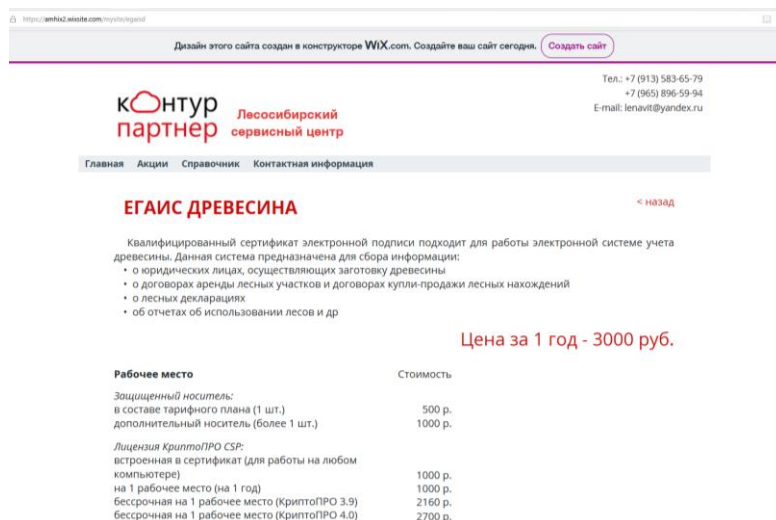 https://amhix2.wixsite.com/mysite/egaisd
Дизайн этого сайта создан в конструкторе WiX.com. Создайте ваш сайт сегодня. Создать сайт
Тел.: +7 (913) 583-65-79
+7 (965) 896-59-94
E-mail: lenavit@yandex.ru
контур
партнер
Лесосибирский
сервисный центр
Главная Акции Справочник Контактная информация
ЕГАИС ДРЕВЕСИНА
< назад
Квалифицированный сертификат электронной подписи подходит для работы электронной системе учета
древесины. Данная система предназначена для сбора информации:
• о юридических лицах, осуществляющих заготовку древесины
• о договорах аренды лесных участков и договорах купли-продажи лесных нахождений
• о лесных декларациях
• об отчетах об использовании лесов и др
Цена за 1 год - 3000 руб.
Рабочее место Стоимость
Защищенный носитель:
в составе тарифного плана (1 шт.) 500 р.
дополнительный носитель (более 1 шт.) 1000 р.
Лицензия КриптоПРО CSP:
встроенная в сертификат (для работы на любом
компьютере) 1000 р.
на 1 рабочее место (на 1 год) 1000 р.
бессрочная на 1 рабочее место (КриптоПРО 3.9) 2160 р.
бессрочная на 1 рабочее место (КриптоПРО 4.0) 2700 р.